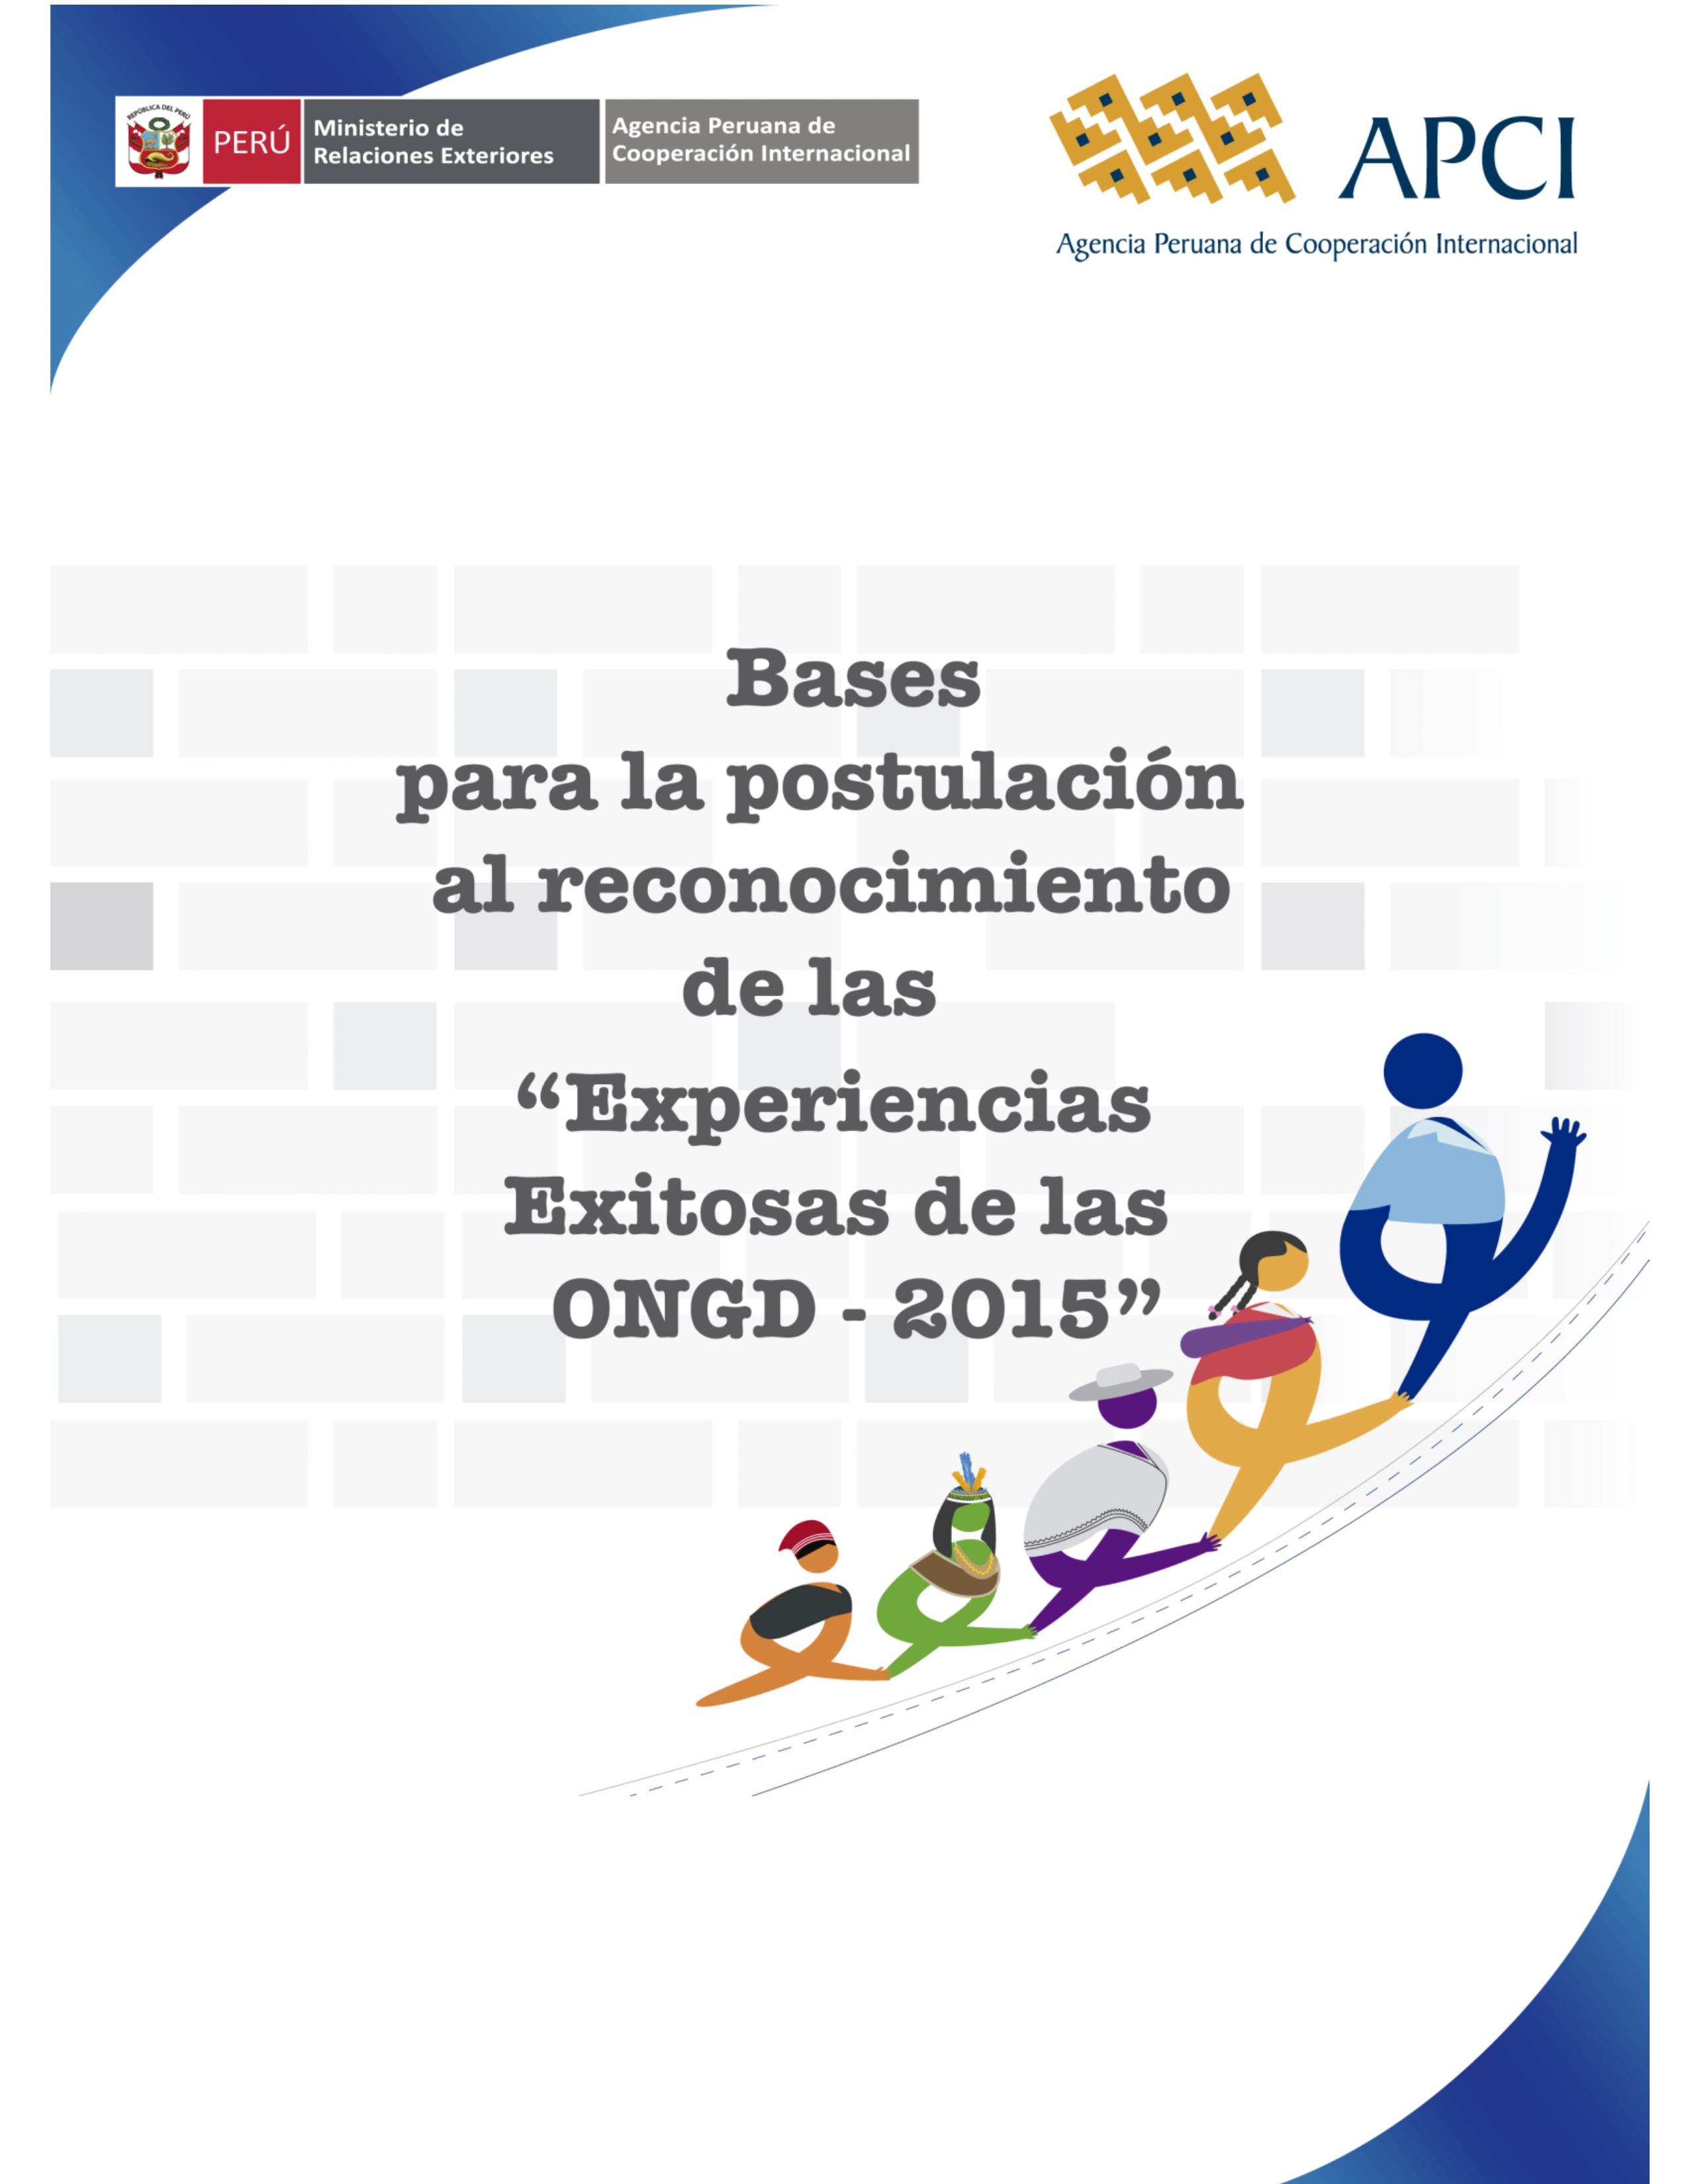 REPÚBLICA DEL PERÚ
PERÚ
Ministerio de
Relaciones Exteriores
Agencia Peruana de
Cooperación Internacional
APCI
Agencia Peruana de Cooperación Internacional
Bases
para la postulación
al reconocimiento
de las
“Experiencias
Exitosas de las
ONGD - 2015”